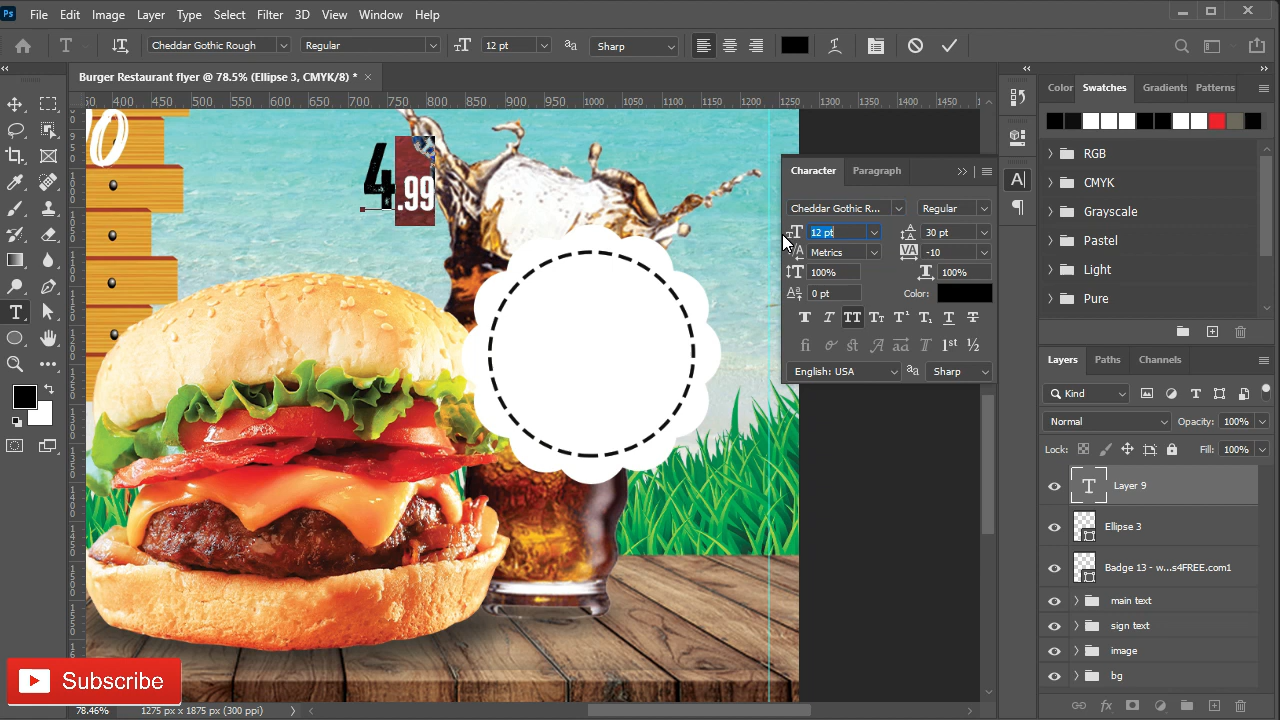 Ps File Edit Image Layer Type Select Filter 3D View Window Help
Cheddar Gothic Rough Regular 12 pt Sharp
Burger Restaurant flyer @ 78.5% (Ellipse 3, CMYK/8) *
400 450 500 550 600 650 700 750 800 850 900 950 1000 1050 1100 1150 1200 1250 1300 1350 1400 1450
4.99
Character Paragraph
Cheddar Gothic R... Regular
12 pt 30 pt
Metrics -10
100% 100%
0 pt Color:
English: USA Sharp
Color Swatches Gradients Patterns
RGB
CMYK
Grayscale
Pastel
Light
Pure
Layers Paths Channels
Kind
Normal Opacity: 100%
Lock: Fill: 100%
Layer 9
Ellipse 3
Badge 13 - w...s4FREE.com1
main text
sign text
image
bg
Subscribe
78.46% 1275 px x 1875 px (300 ppi)